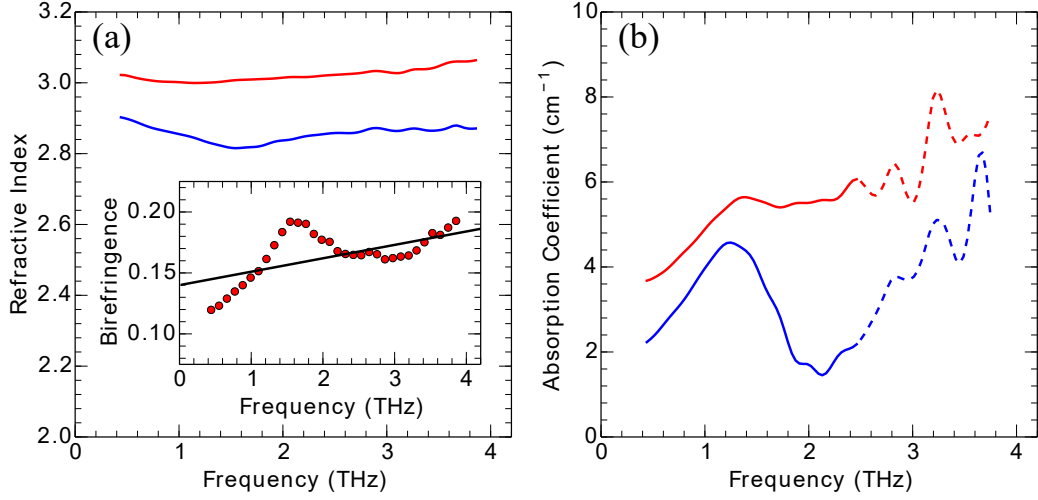 (a)
3.2
3.0
2.8
2.6
2.4
2.2
2.0
Refractive Index
0 1 2 3 4
Frequency (THz)
0.20
0.15
0.10
Birefringence
0 1 2 3 4
Frequency (THz)
(b)
10
8
6
4
2
0
Absorption Coefficient (cm⁻¹)
0 1 2 3 4
Frequency (THz)